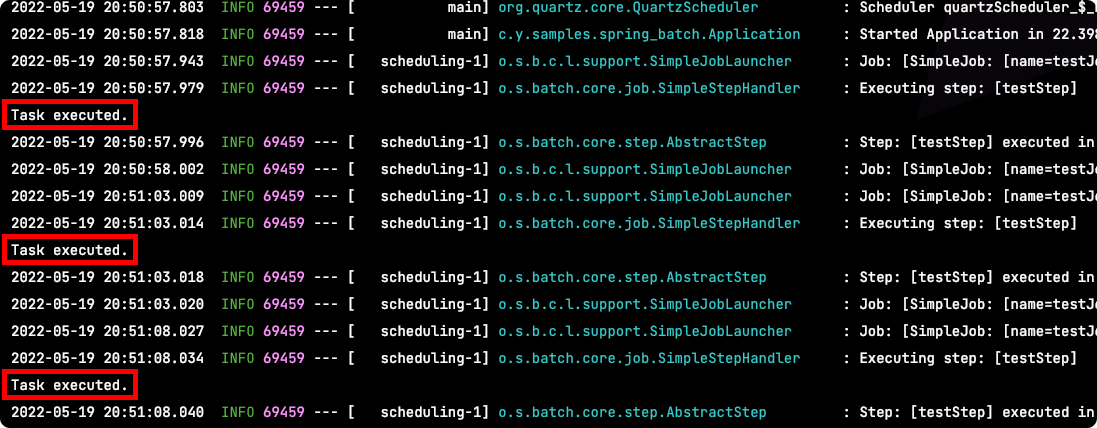 2022-05-19 20:50:57.803 INFO 69459 --- [ main] org.quartz.core.QuartzScheduler : Scheduler quartzScheduler_$_
2022-05-19 20:50:57.818 INFO 69459 --- [ main] c.y.samples.spring_batch.Application : Started Application in 22.398
2022-05-19 20:50:57.943 INFO 69459 --- [ scheduling-1] o.s.b.c.l.support.SimpleJobLauncher : Job: [SimpleJob: [name=testJo
2022-05-19 20:50:57.979 INFO 69459 --- [ scheduling-1] o.s.batch.core.job.SimpleStepHandler : Executing step: [testStep]
Task executed.
2022-05-19 20:50:57.996 INFO 69459 --- [ scheduling-1] o.s.batch.core.step.AbstractStep : Step: [testStep] executed in
2022-05-19 20:50:58.002 INFO 69459 --- [ scheduling-1] o.s.b.c.l.support.SimpleJobLauncher : Job: [SimpleJob: [name=testJo
2022-05-19 20:51:03.009 INFO 69459 --- [ scheduling-1] o.s.b.c.l.support.SimpleJobLauncher : Job: [SimpleJob: [name=testJo
2022-05-19 20:51:03.014 INFO 69459 --- [ scheduling-1] o.s.batch.core.job.SimpleStepHandler : Executing step: [testStep]
Task executed.
2022-05-19 20:51:03.018 INFO 69459 --- [ scheduling-1] o.s.batch.core.step.AbstractStep : Step: [testStep] executed in
2022-05-19 20:51:03.020 INFO 69459 --- [ scheduling-1] o.s.b.c.l.support.SimpleJobLauncher : Job: [SimpleJob: [name=testJo
2022-05-19 20:51:08.027 INFO 69459 --- [ scheduling-1] o.s.b.c.l.support.SimpleJobLauncher : Job: [SimpleJob: [name=testJo
2022-05-19 20:51:08.034 INFO 69459 --- [ scheduling-1] o.s.batch.core.job.SimpleStepHandler : Executing step: [testStep]
Task executed.
2022-05-19 20:51:08.040 INFO 69459 --- [ scheduling-1] o.s.batch.core.step.AbstractStep : Step: [testStep] executed in